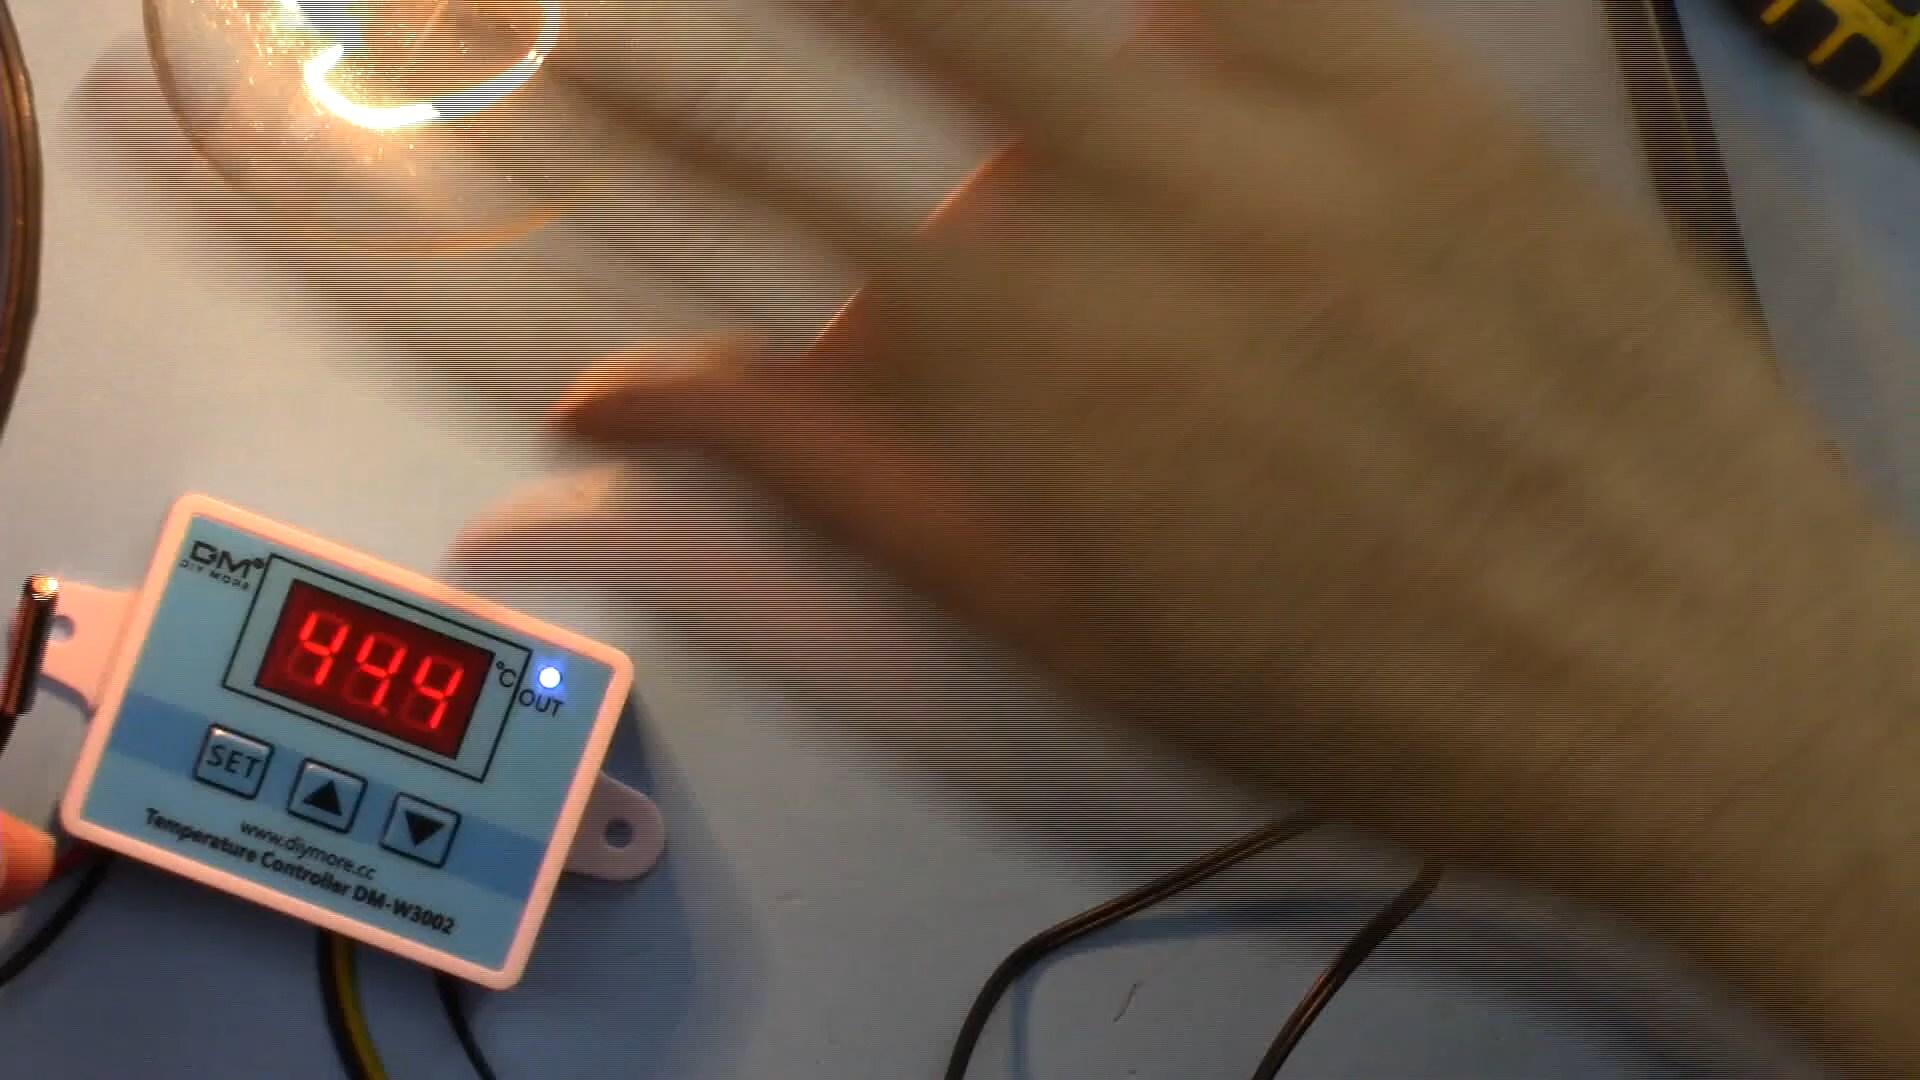 DM®
DIY MORE
44.4
°C
OUT
SET
www.diymore.cc
Temperature Controller DM-W3002